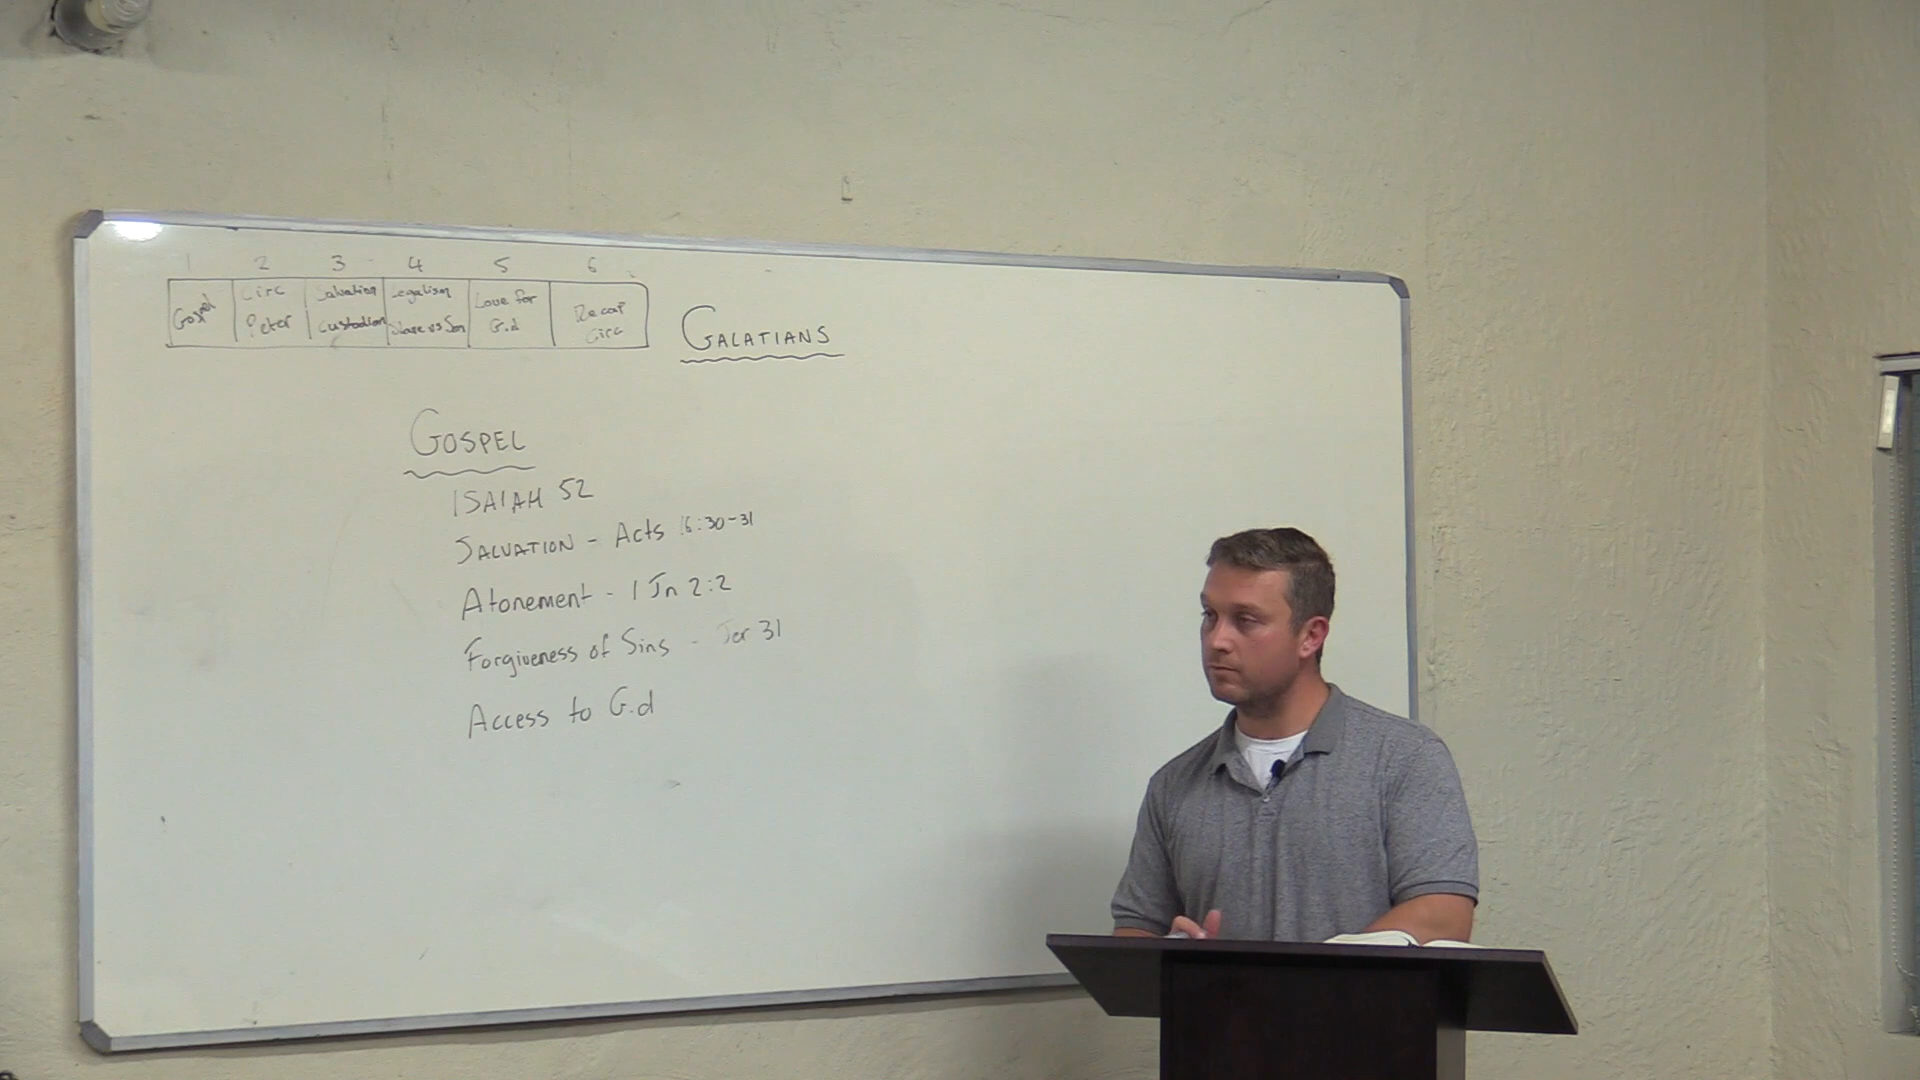 1 2 3 4 5 6
Gospel Circ Salvation Legalism Love for Recap
Peter Custodian Slave vs Son G.d Circ
GALATIANS
GOSPEL
ISAIAH 52
SALVATION - Acts 16:30-31
Atonement - 1 Jn 2:2
Forgiveness of Sins - Jer 31
Access to G.d